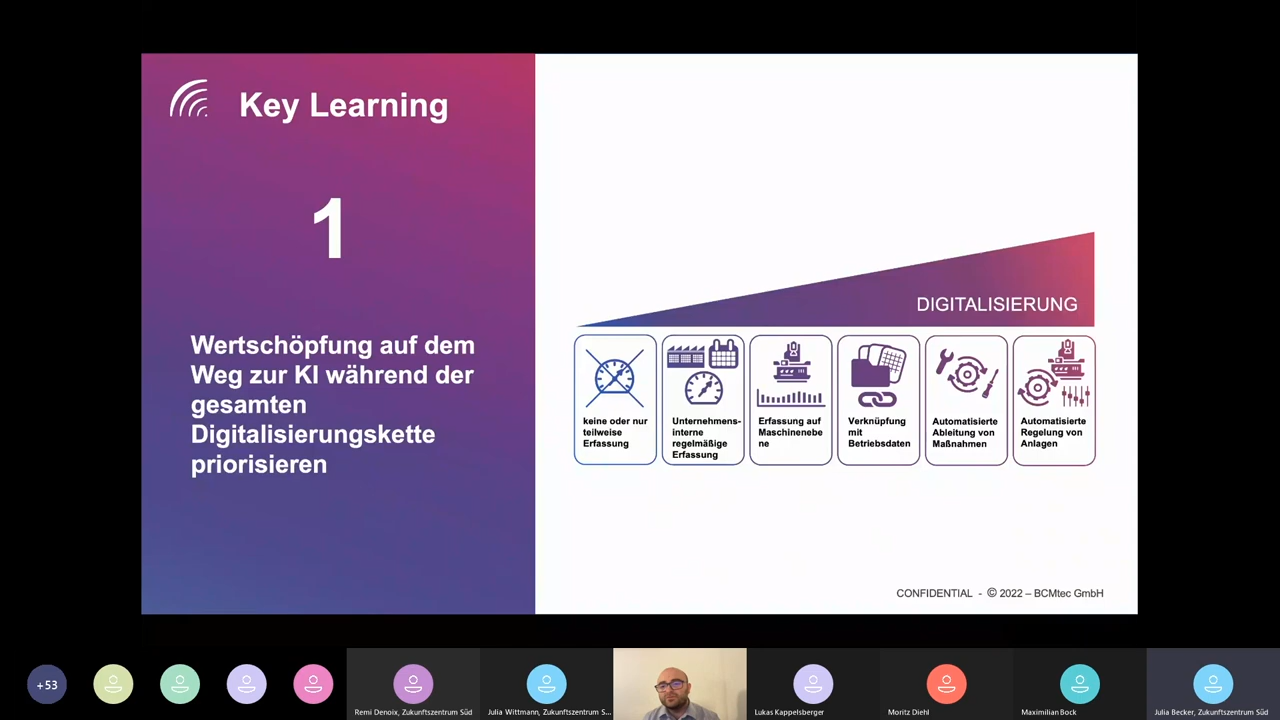 Key Learning
1
Wertschöpfung auf dem
Weg zur KI während der
gesamten
Digitalisierungskette
priorisieren
DIGITALISIERUNG
keine oder nur
teilweise
Erfassung
Unternehmens-
interne
regelmäßige
Erfassung
Erfassung auf
Maschinenebe
ne
Verknüpfung
mit
Betriebsdaten
Automatisierte
Ableitung von
Maßnahmen
Automatisierte
Regelung von
Anlagen
CONFIDENTIAL - © 2022 – BCMtec GmbH
+53
Remi Denoix, Zukunftszentrum Süd
Julia Wittmann, Zukunftszentrum S...
Lukas Kappelsberger
Moritz Diehl
Maximilian Bock
Julia Becker, Zukunftszentrum Süd